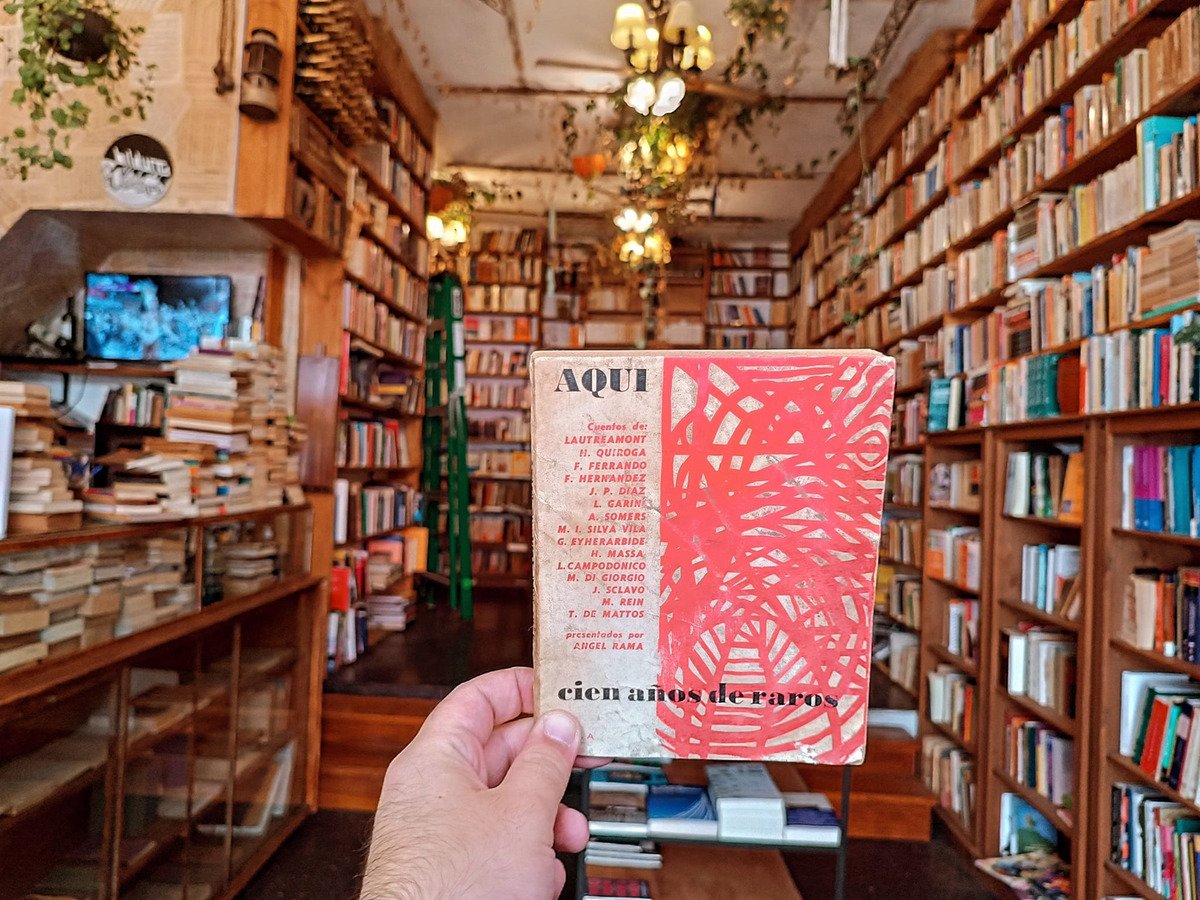 AQUI
Cuentos de:
LAUTREAMONT
H. QUIROGA
F. FERRANDO
F. HERNANDEZ
J. P. DIAZ
L. GARINI
A. SOMERS
M. I. SILVA VILA
G. EYHERARBIDE
H. MASSA
L. CAMPODONICO
M. DI GIORGIO
J. SCLAVO
M. REIN
T. DE MATTOS
presentados por
ANGEL RAMA
cien años de raros